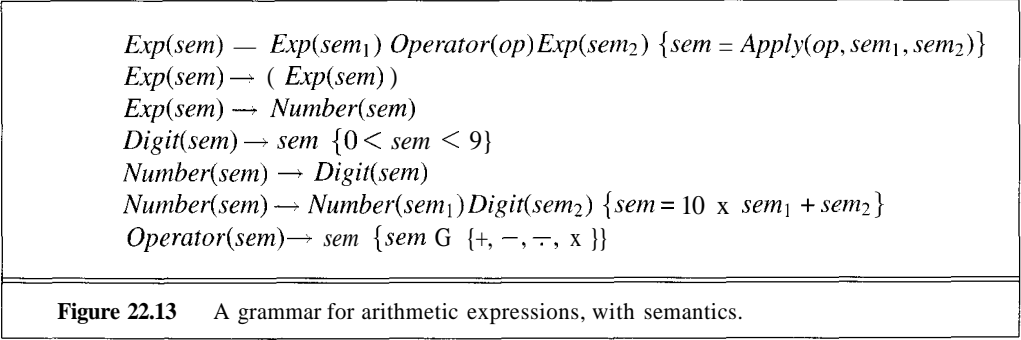 Exp(sem) — Exp(sem₁) Operator(op)Exp(sem₂) {sem = Apply(op, sem₁, sem₂)}
Exp(sem) → ( Exp(sem) )
Exp(sem) → Number(sem)
Digit(sem) → sem {0 < sem < 9}
Number(sem) → Digit(sem)
Number(sem) → Number(sem₁)Digit(sem₂) {sem = 10 x sem₁ + sem₂}
Operator(sem) → sem {sem G {+, −, ÷, x }}
Figure 22.13 A grammar for arithmetic expressions, with semantics.